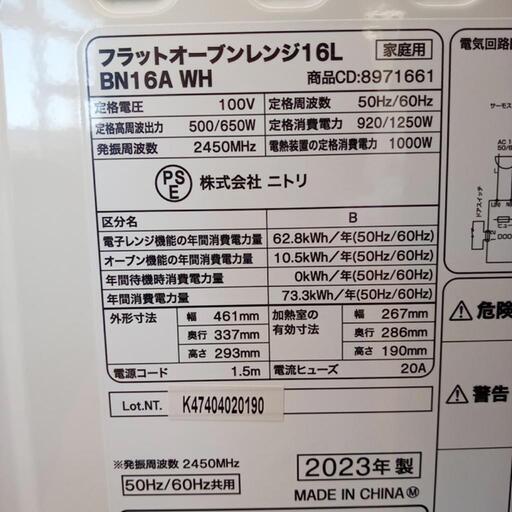 フラットオーブンレンジ16L 家庭用
BN16A WH 商品CD:8971661
定格電圧 100V 定格周波数 50Hz/60Hz
定格高周波出力 500/650W 定格消費電力 920/1250W
発振周波数 2450MHz 電熱装置の定格消費電力 1000W
PSE 株式会社 ニトリ
区分名 B
電子レンジ機能の年間消費電力量 62.8kWh/年(50Hz/60Hz)
オーブン機能の年間消費電力量 10.5kWh/年(50Hz/60Hz)
年間待機時消費電力量 0kWh/年(50Hz/60Hz)
年間消費電力量 73.3kWh/年(50Hz/60Hz)
外形寸法 幅 461mm 加熱室の有効寸法 幅 267mm
奥行 337mm 奥行 286mm
高さ 293mm 高さ 190mm
電源コード 1.5m 電流ヒューズ 20A
Lot.NT. K47404020190
※発振周波数 2450MHz
50Hz/60Hz共用
2023年 製
MADE IN CHINA Ⓜ
電気回路
サーモス
ドアスイッチ
危険
警告